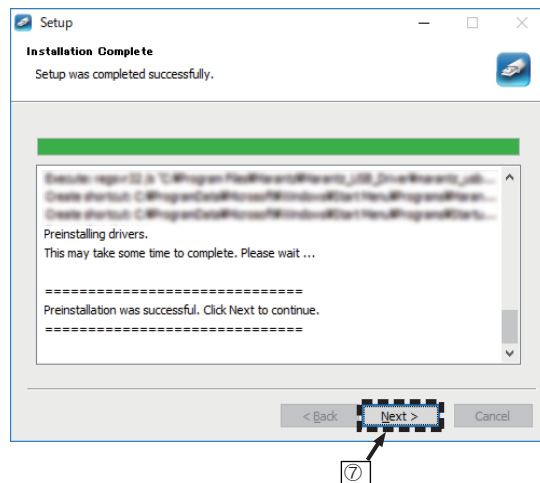 Setup
Installation Complete
Setup was completed successfully.
Preinstalling drivers.
This may take some time to complete. Please wait ...
==============================
Preinstallation was successful. Click Next to continue.
==============================
< Back Next > Cancel
⑦